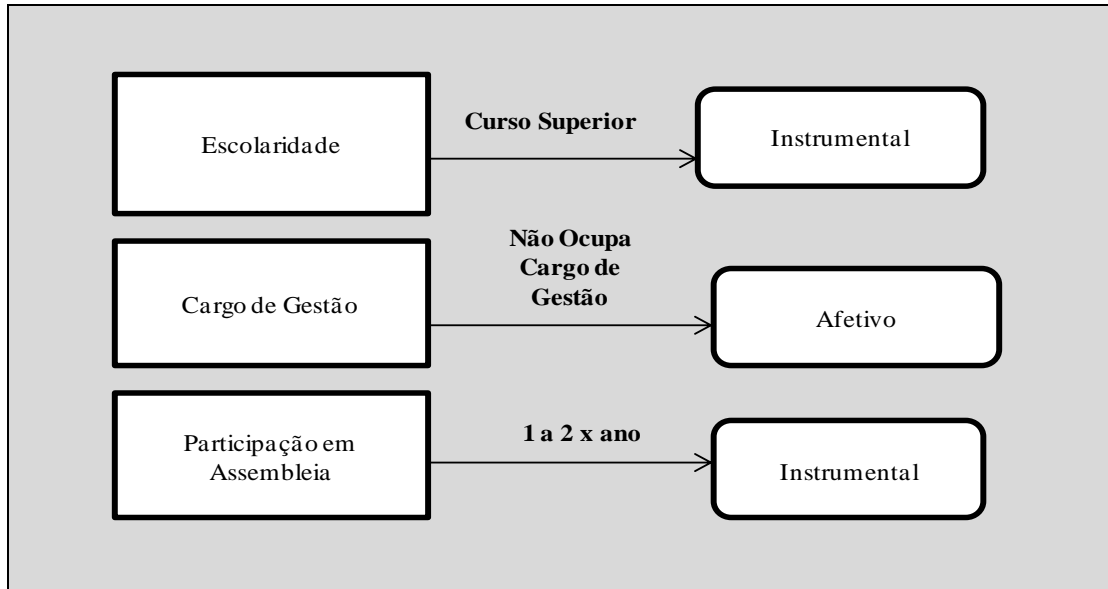 Escolaridade
Curso Superior
Instrumental
Cargo de Gestão
Não Ocupa
Cargo de
Gestão
Afetivo
Participação em
Assembleia
1 a 2 x ano
Instrumental